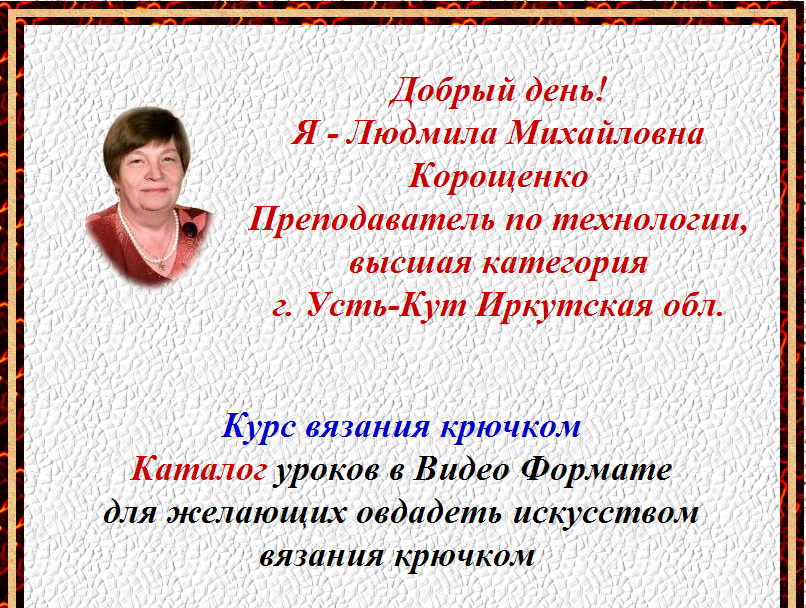 Добрый день!
Я - Людмила Михайловна
Корощенко
Преподаватель по технологии,
высшая категория
г. Усть-Кут Иркутская обл.
Курс вязания крючком
Каталог уроков в Видео Формате
для желающих овдадеть искусством
вязания крючком